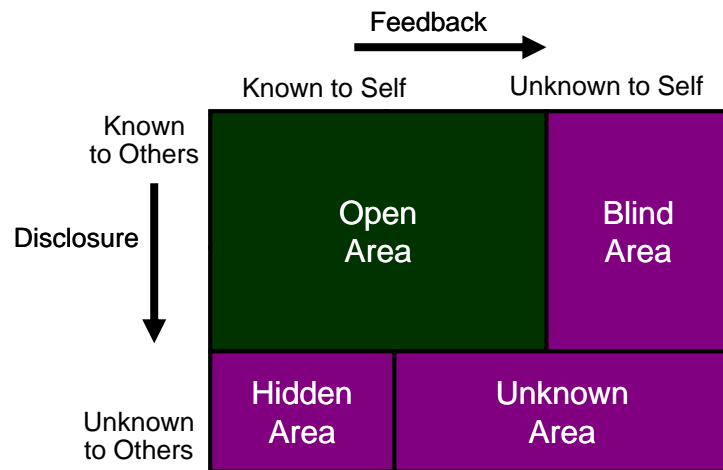 Feedback
Known to Self
Unknown to Self
Known
to Others
Open
Area
Blind
Area
Disclosure
Hidden
Area
Unknown
Area
Unknown
to Others